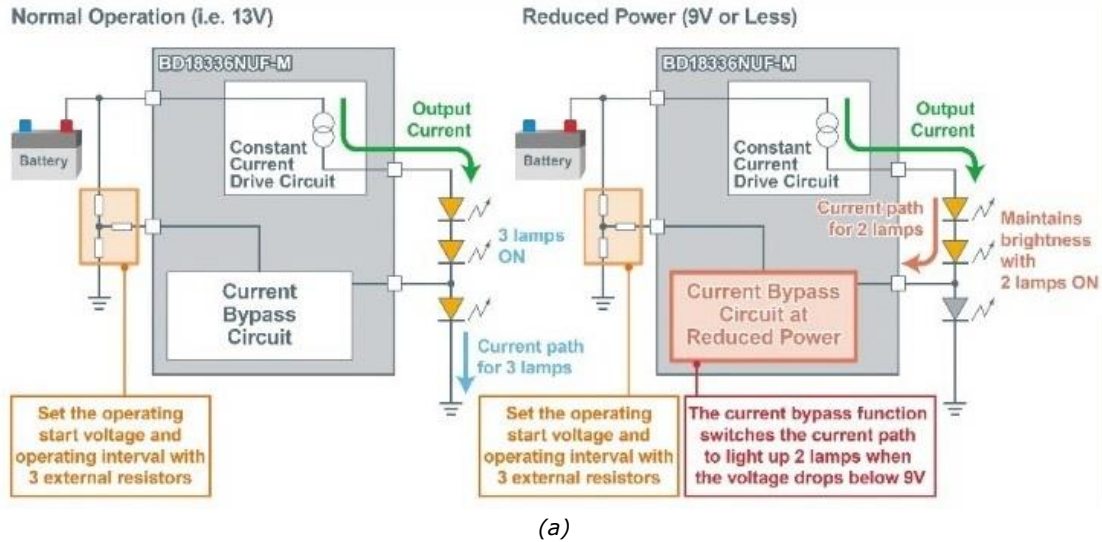 Normal Operation (i.e. 13V)
BD18336NUF-M
Output
Current
Battery
Constant
Current
Drive Circuit
3 lamps
ON
Current
Bypass
Circuit
Current path
for 3 lamps
Set the operating
start voltage and
operating interval with
3 external resistors
Reduced Power (9V or Less)
BD18336NUF-M
Output
Current
Battery
Constant
Current
Drive Circuit
Current path
for 2 lamps
Maintains
brightness
with
2 lamps ON
Current Bypass
Circuit at
Reduced Power
Set the operating
start voltage and
operating interval with
3 external resistors
The current bypass function
switches the current path
to light up 2 lamps when
the voltage drops below 9V
(a)